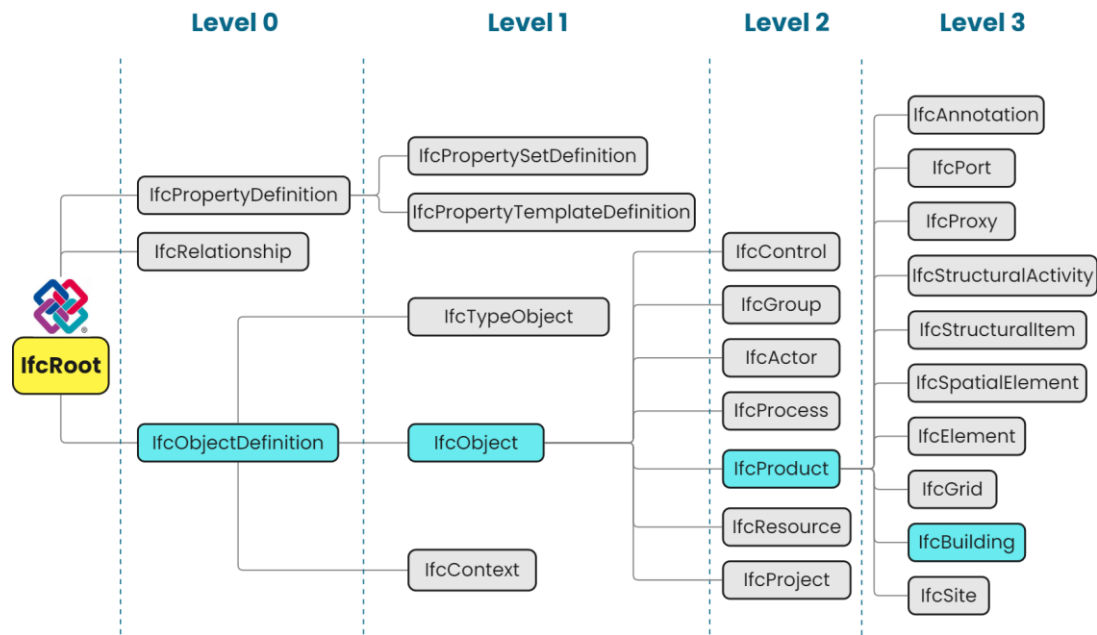 Level 0
Level 1
Level 2
Level 3
IfcRoot
®
IfcPropertyDefinition
IfcRelationship
IfcObjectDefinition
IfcPropertySetDefinition
IfcPropertyTemplateDefinition
IfcTypeObject
IfcObject
IfcContext
IfcControl
IfcGroup
IfcActor
IfcProcess
IfcProduct
IfcResource
IfcProject
IfcAnnotation
IfcPort
IfcProxy
IfcStructuralActivity
IfcStructuralItem
IfcSpatialElement
IfcElement
IfcGrid
IfcBuilding
IfcSite